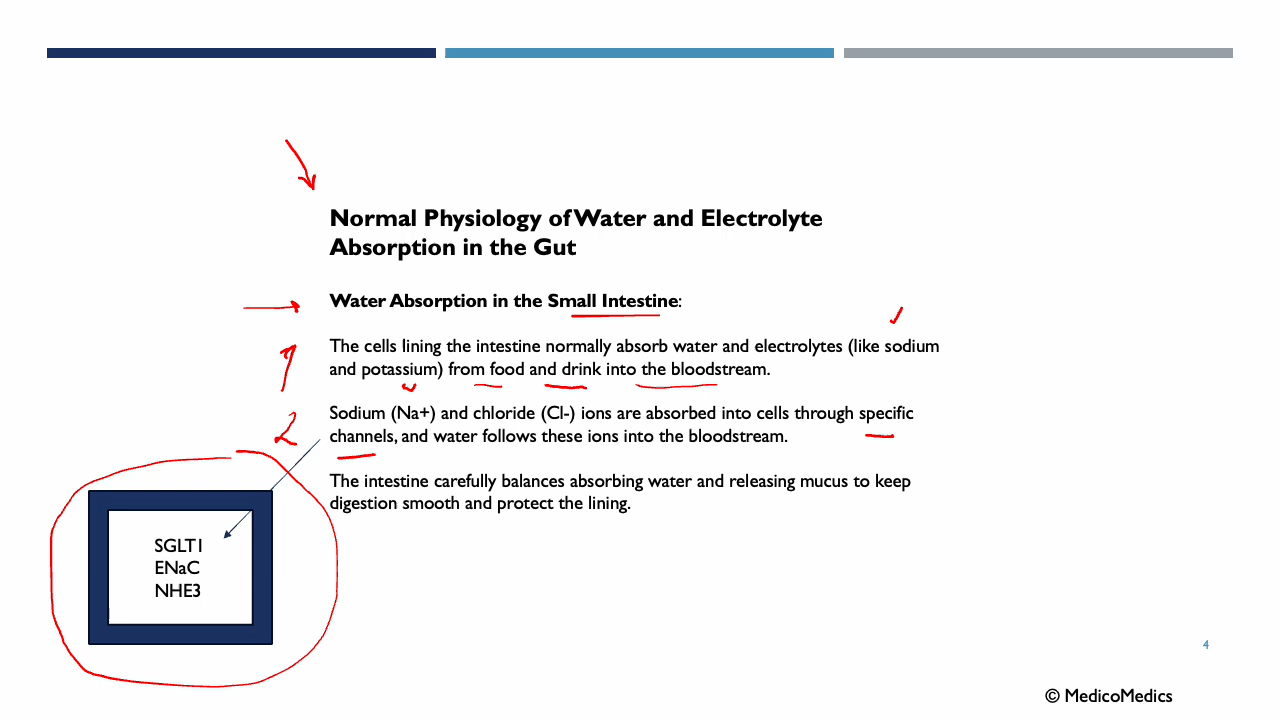 Normal Physiology of Water and Electrolyte
Absorption in the Gut
Water Absorption in the Small Intestine:
1
The cells lining the intestine normally absorb water and electrolytes (like sodium
and potassium) from food and drink into the bloodstream.
2
Sodium (Na+) and chloride (Cl-) ions are absorbed into cells through specific
channels, and water follows these ions into the bloodstream.
The intestine carefully balances absorbing water and releasing mucus to keep
digestion smooth and protect the lining.
SGLT1
ENaC
NHE3
4
© MedicoMedics